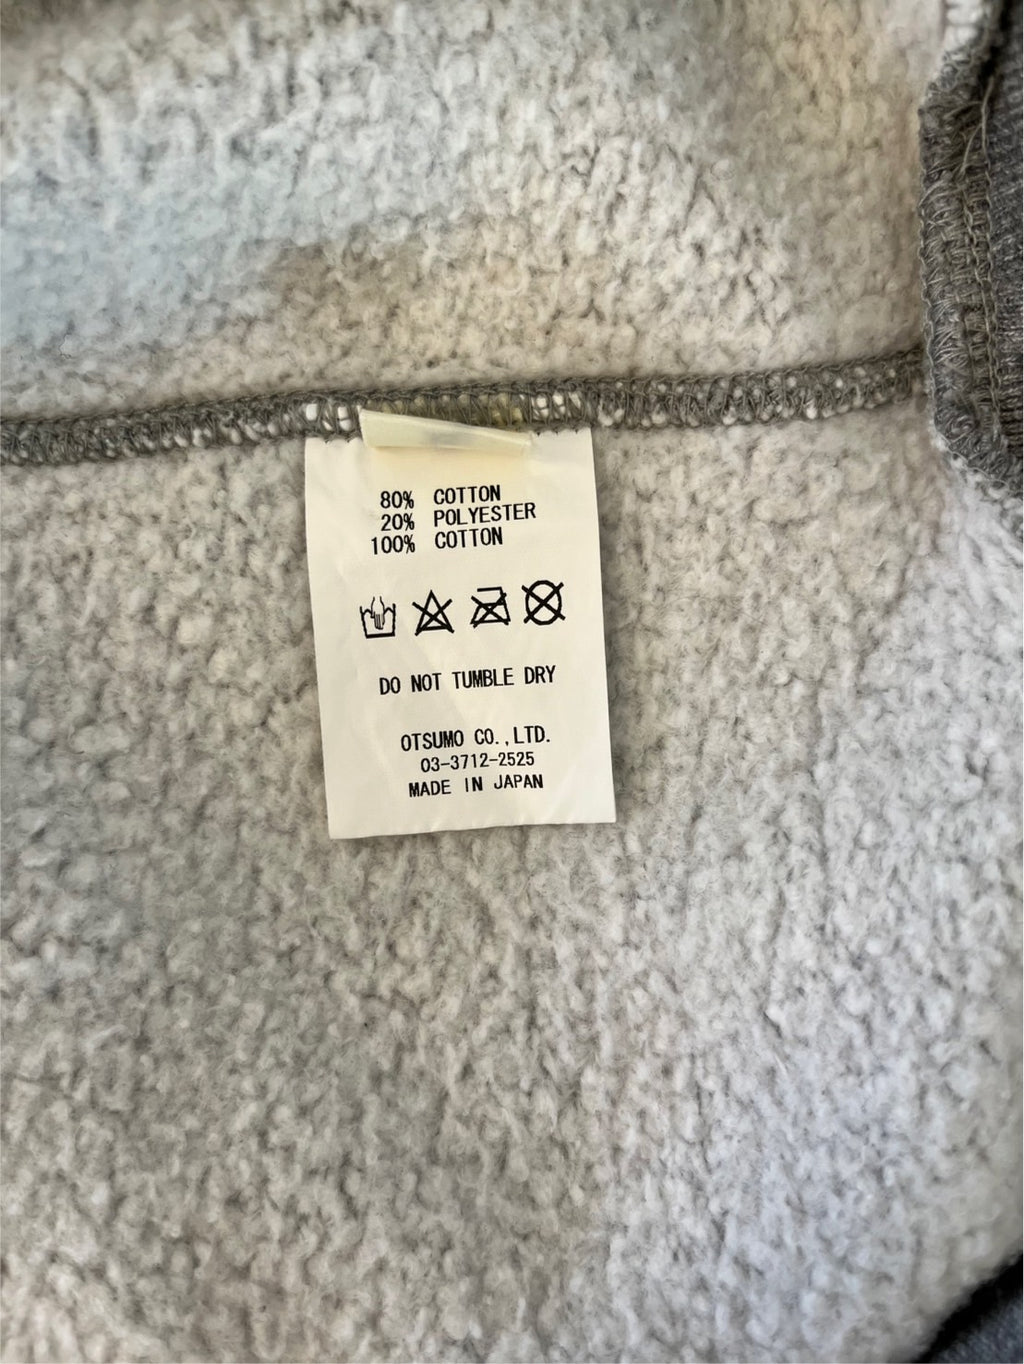 80% COTTON
20% POLYESTER
100% COTTON
DO NOT TUMBLE DRY
OTSUMO CO.,LTD.
03-3712-2525
MADE IN JAPAN